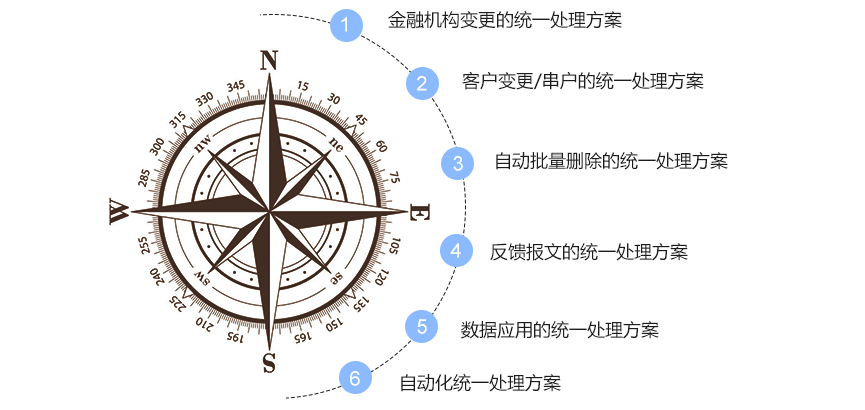 1 金融机构变更的统一处理方案
2 客户变更/串户的统一处理方案
3 自动批量删除的统一处理方案
4 反馈报文的统一处理方案
5 数据应用的统一处理方案
6 自动化统一处理方案
N
15
30
45
60
75
E
105
120
135
150
165
S
195
210
225
240
255
W
285
300
315
330
345
nw
ne
sw
se